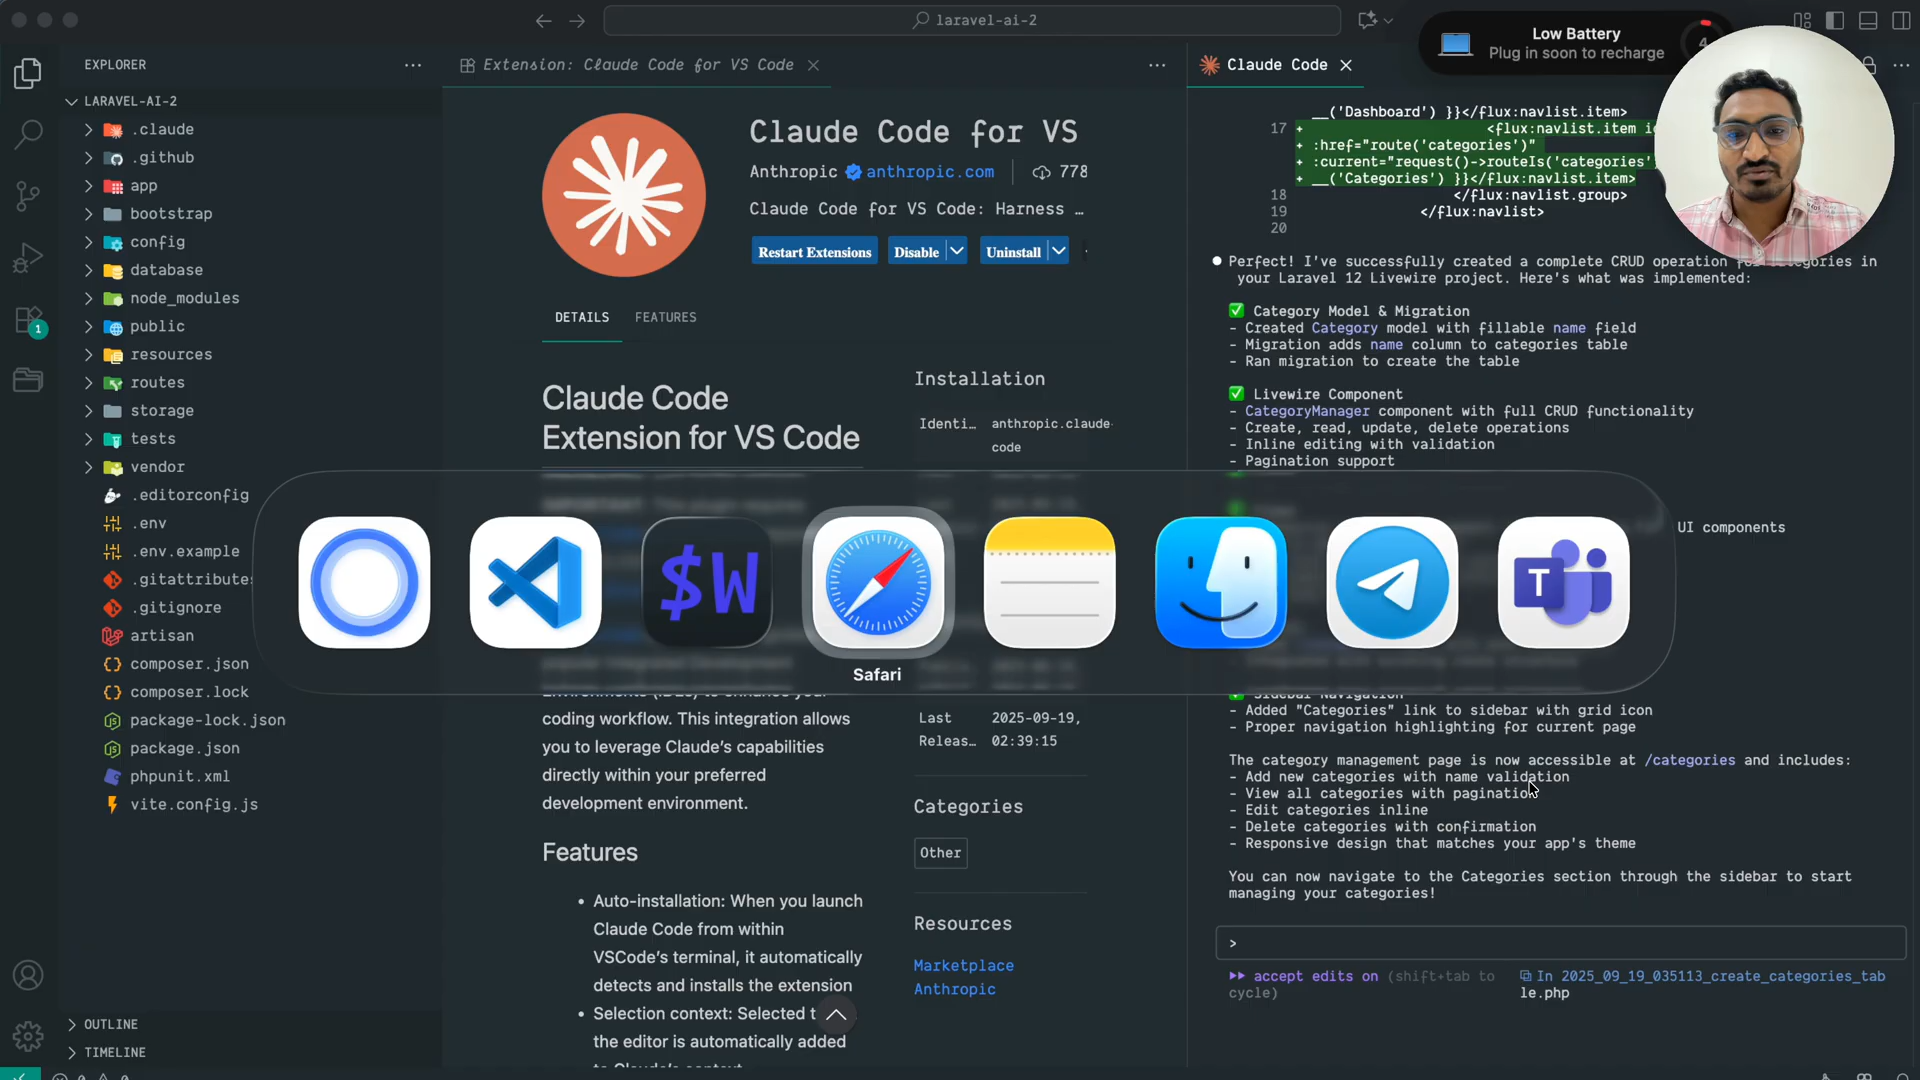 laravel-ai-2
Low Battery
Plug in soon to recharge
4
EXPLORER
LARAVEL-AI-2
.claude
.github
app
bootstrap
config
database
node_modules
public
resources
routes
storage
tests
vendor
.editorconfig
.env
.env.example
.gitattributes
.gitignore
artisan
composer.json
composer.lock
package-lock.json
package.json
phpunit.xml
vite.config.js
OUTLINE
TIMELINE
1
Extension: Claude Code for VS Code
Claude Code for VS
Anthropic anthropic.com 778
Claude Code for VS Code: Harness …
Restart Extensions Disable Uninstall
DETAILS FEATURES
Claude Code
Extension for VS Code
coding workflow. This integration allows
you to leverage Claude's capabilities
directly within your preferred
development environment.
Features
• Auto-installation: When you launch
Claude Code from within
VSCode's terminal, it automatically
detects and installs the extension
• Selection context: Selected t
the editor is automatically added
to Claude's context
Installation
Identi… anthropic.claude-
code
Last 2025-09-19,
Releas… 02:39:15
Categories
Other
Resources
Marketplace
Anthropic
$W
T
Safari
Claude Code
__('Dashboard') }}</flux:navlist.item>
17 + <flux:navlist.item i
+ :href="route('categories')"
+ :current="request()->routeIs('categories'
+ __('Categories') }}</flux:navlist.item>
18 </flux:navlist.group>
19 </flux:navlist>
20
Perfect! I've successfully created a complete CRUD operation categories in
your Laravel 12 Livewire project. Here's what was implemented:
✅ Category Model & Migration
- Created Category model with fillable name field
- Migration adds name column to categories table
- Ran migration to create the table
✅ Livewire Component
- CategoryManager component with full CRUD functionality
- Create, read, update, delete operations
- Inline editing with validation
- Pagination support
UI components
Sidebar Navigation
- Added "Categories" link to sidebar with grid icon
- Proper navigation highlighting for current page
The category management page is now accessible at /categories and includes:
- Add new categories with name validation
- View all categories with pagination
- Edit categories inline
- Delete categories with confirmation
- Responsive design that matches your app's theme
You can now navigate to the Categories section through the sidebar to start
managing your categories!
>
accept edits on (shift+tab to
cycle)
In 2025_09_19_035113_create_categories_tab
le.php